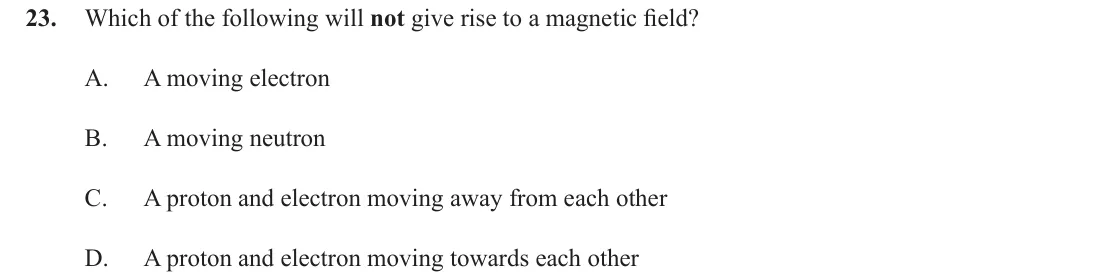 23. Which of the following will not give rise to a magnetic field?
A. A moving electron
B. A moving neutron
C. A proton and electron moving away from each other
D. A proton and electron moving towards each other